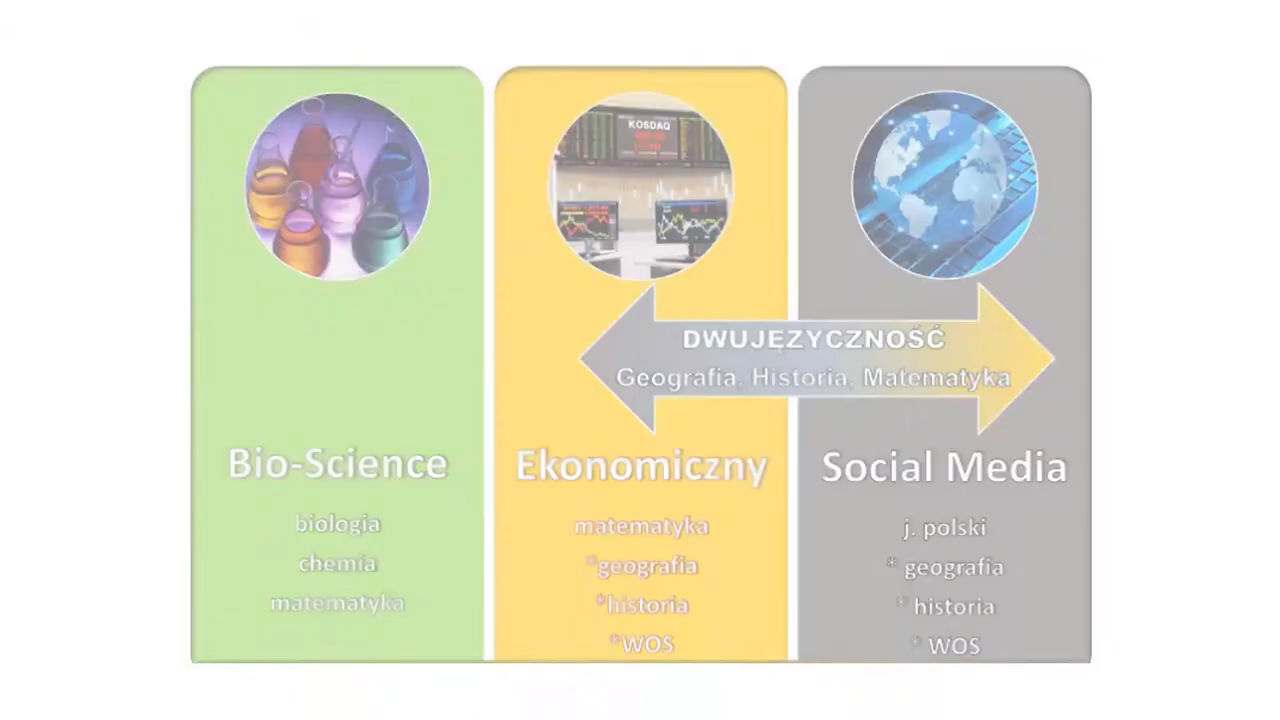 KOSDAQ
DWUJĘZYCZNOŚĆ
Geografia, Historia, Matematyka
Bio-Science
biologia
chemia
matematyka
Ekonomiczny
matematyka
*geografia
*historia
*WOS
Social Media
j. polski
* geografia
* historia
* WOS